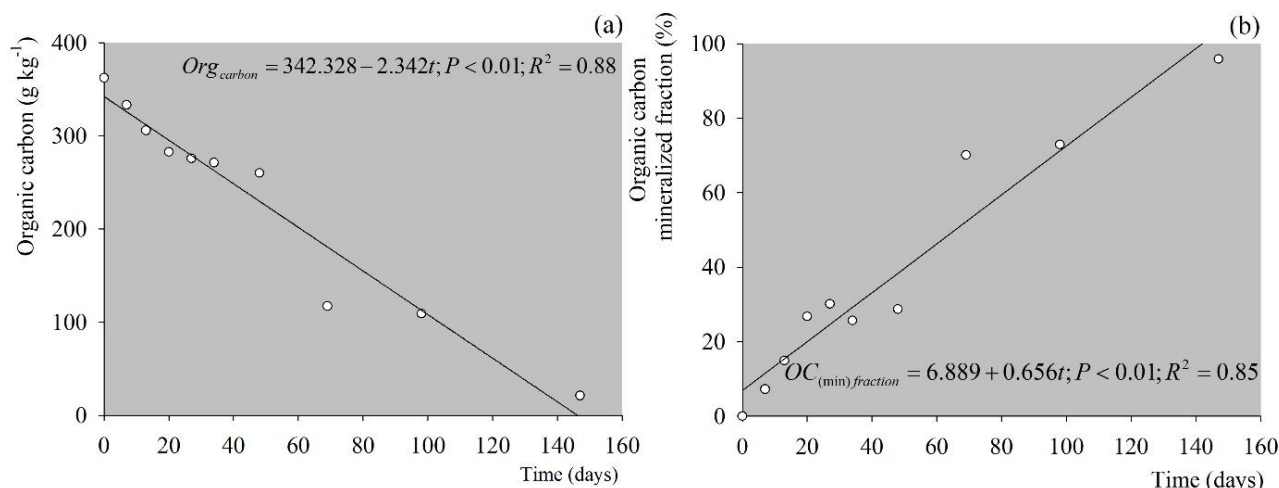 (a)
Organic carbon (g kg⁻¹)
400
300
200
100
0
Org_carbon = 342.328 − 2.342t; P < 0.01; R² = 0.88
0 20 40 60 80 100 120 140 160
Time (days)
(b)
Organic carbon
mineralized fraction (%)
100
80
60
40
20
0
OC_(min) fraction = 6.889 + 0.656t; P < 0.01; R² = 0.85
0 20 40 60 80 100 120 140 160
Time (days)